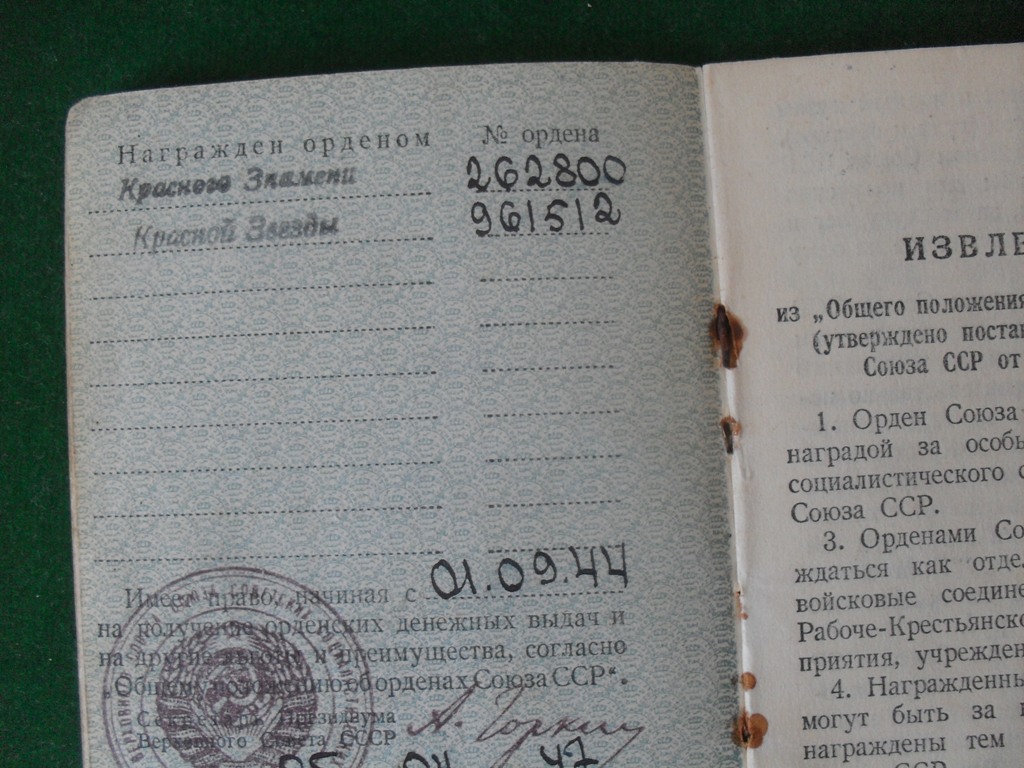 Награжден орденом № ордена
Красного Знамени 262800
Красной Звезды 961512
Имеет право, начиная с 01.09.44
на получение орденских денежных выдач и
на другие льготы и преимущества, согласно
„Общему положению об орденах Союза ССР“.
Секретарь Президиума
Верховного Совета СССР
А. Горкин
47
ИЗВЛЕ
из „Общего положения
(утверждено постан
Союза ССР от
1. Орден Союза
наградой за особы
социалистического с
Союза ССР.
3. Орденами Со
ждаться как отдел
войсковые соедине
Рабоче-Крестьянско
приятия, учрежден
4. Награжденны
могут быть за
награждены тем